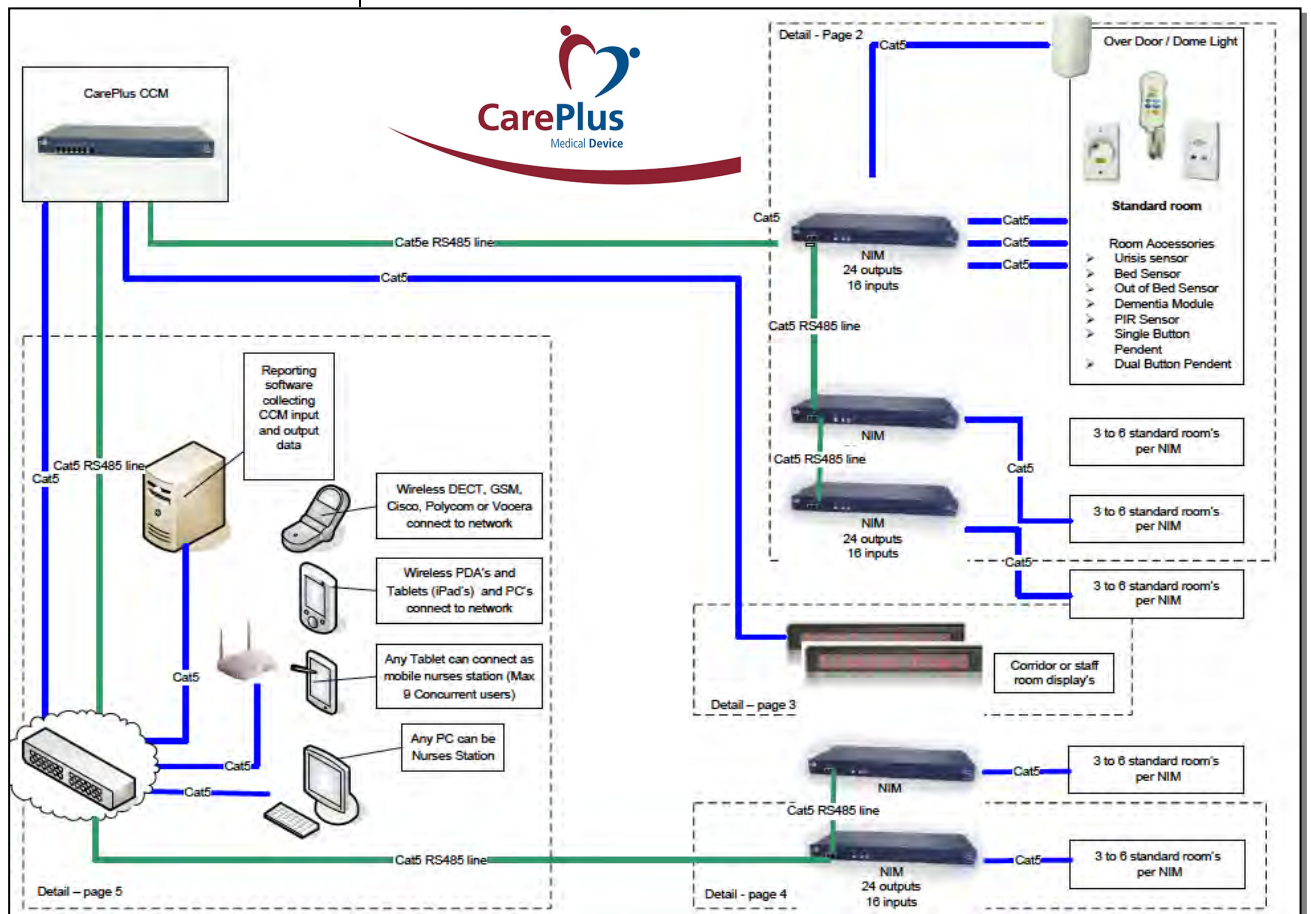 CarePlus CCM
CarePlus
Medical Device
Detail - Page 2
Cat5
Over Door / Dome Light
Standard room
Room Accessories
Urisis sensor
Bed Sensor
Out of Bed Sensor
Dementia Module
PIR Sensor
Single Button
Pendent
Dual Button Pendent
Cat5
Cat5e RS485 line
Cat5
Cat5
Cat5
Cat5
NIM
24 outputs
16 inputs
Cat5 RS485 line
NIM
Cat5 RS485 line
Cat5
NIM
24 outputs
16 inputs
Cat5
3 to 6 standard room's
per NIM
3 to 6 standard room's
per NIM
3 to 6 standard room's
per NIM
Reporting
software
collecting
CCM input
and output
data
Cat5 RS485 line
Cat5
Wireless DECT, GSM,
Cisco, Polycom or Vocera
connect to network
Wireless PDA's and
Tablets (iPad's) and PC's
connect to network
Any Tablet can connect as
mobile nurses station (Max
9 Concurrent users)
Any PC can be
Nurses Station
Cat5
Cat5
Cat5
Corridor or staff
room display's
Detail – page 3
NIM
Cat5
3 to 6 standard room's
per NIM
Cat5 RS485 line
Cat5 RS485 line
NIM
24 outputs
16 inputs
Cat5
3 to 6 standard room's
per NIM
Detail – page 5
Detail - page 4